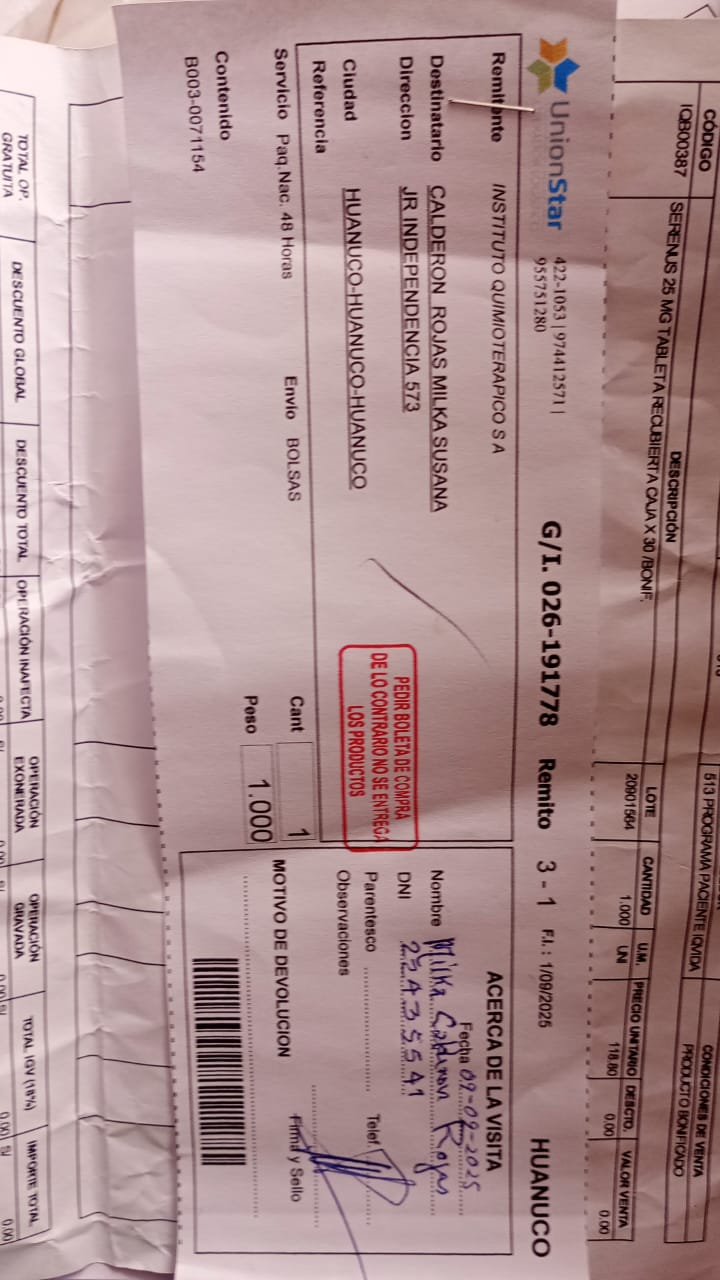 CÓDIGO DESCRIPCIÓN LOTE CANTIDAD U.M. PRECIO UNITARIO DESCTO. VALOR VENTA
513 PROGRAMA PACIENTE IQVIDA
CONDICIONES DE VENTA
PRODUCTO BONIFICADO
IQB00387 SERENUS 25 MG TABLETA RECUBIERTA CAJA X 30 /BONIF. 20901564 1.000 UNI 118.80 0.00 0.00
UnionStar
422-1053 | 974412571 |
955751280
G/I. 026-191778 Remito 3 - 1 F.I. : 1/09/2025 HUANUCO
Remitente INSTITUTO QUIMIOTERAPICO S A
Destinatario CALDERON ROJAS MILKA SUSANA
Direccion JR INDEPENDENCIA 573
Ciudad HUANUCO-HUANUCO-HUANUCO
Referencia
PEDIR BOLETA DE COMPRA
DE LO CONTRARIO NO SE ENTREGA
LOS PRODUCTOS
Servicio Paq.Nac. 48 Horas Envío BOLSAS Cant 1
Peso 1.000
Contenido
B003-0071154
ACERCA DE LA VISITA
Fecha 02-09-2025
Nombre Milka Calderon Rojas
DNI 22435541
Parentesco Telef.
Observaciones
MOTIVO DE DEVOLUCION Firma y Sello
TOTAL OP. GRATUITA DESCUENTO GLOBAL DESCUENTO TOTAL OPERACIÓN INAFECTA OPERACIÓN EXONERADA OPERACIÓN GRAVADA TOTAL IGV (18%) IMPORTE TOTAL
0.00 S/ 0.00 S/ 0.00